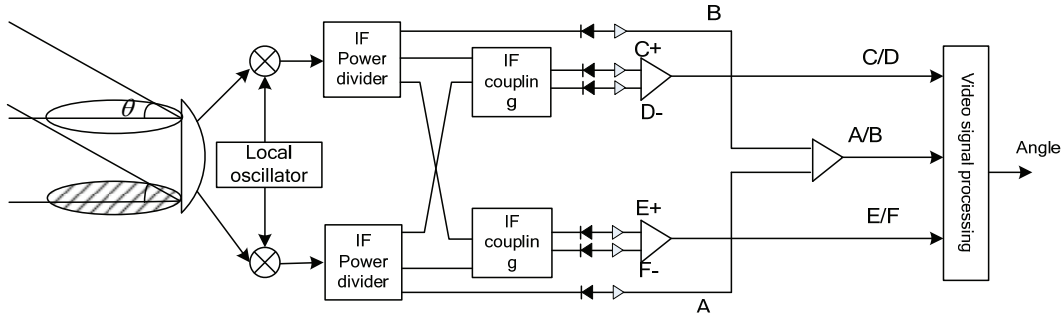 B
IF
Power
divider
IF
couplin
g
C+
D-
C/D
θ
Local
oscillator
A/B
Video signal processing
Angle
IF
Power
divider
IF
couplin
g
E+
F-
E/F
A